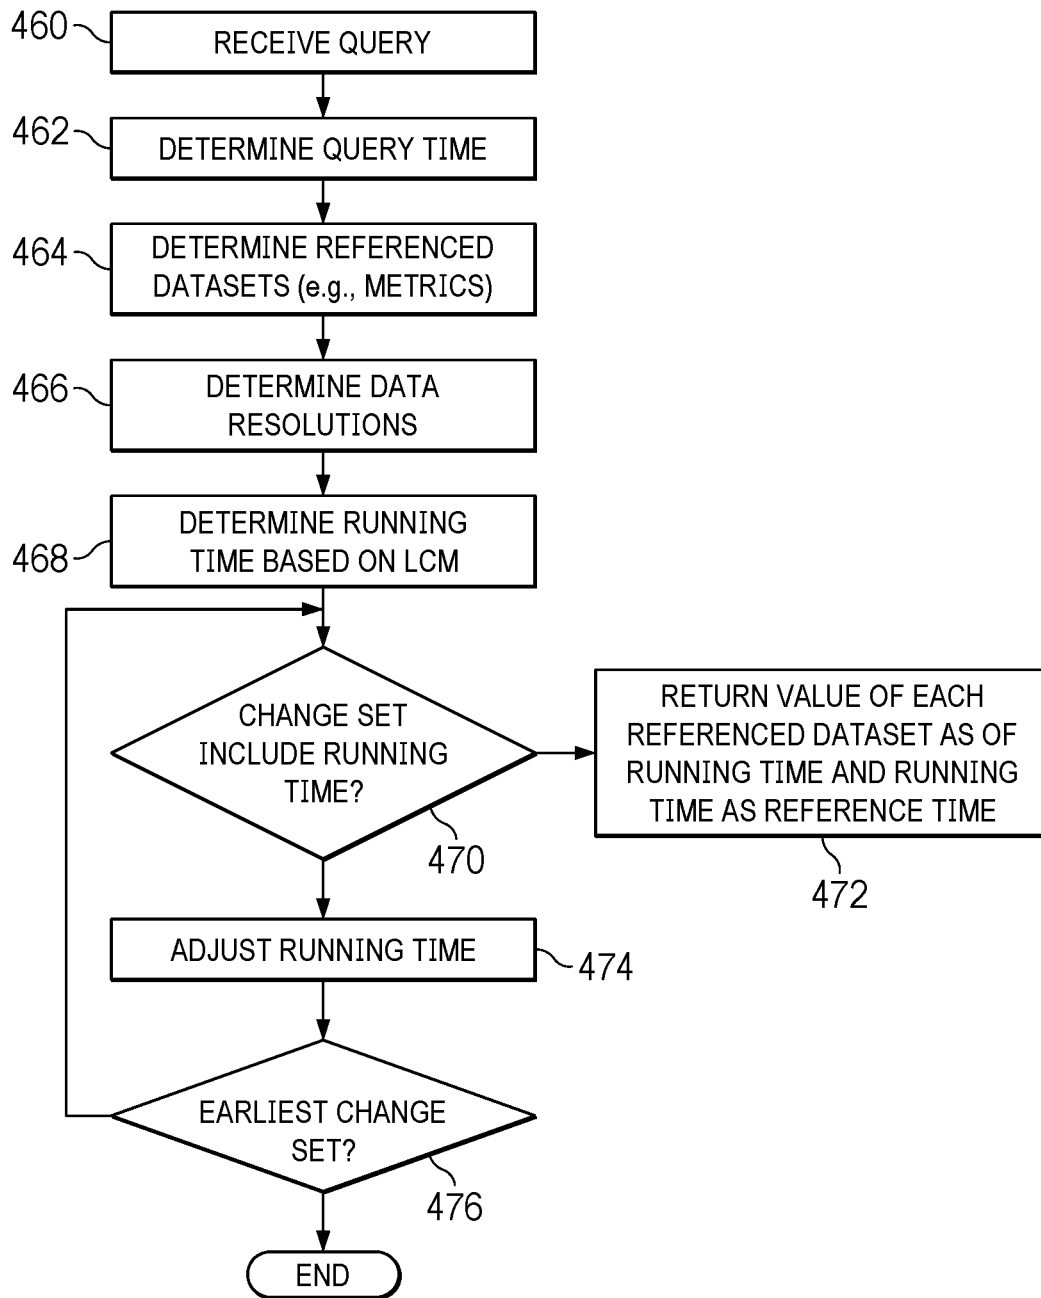 460
RECEIVE QUERY
462
DETERMINE QUERY TIME
464
DETERMINE REFERENCED
DATASETS (e.g., METRICS)
466
DETERMINE DATA
RESOLUTIONS
468
DETERMINE RUNNING
TIME BASED ON LCM
CHANGE SET
INCLUDE RUNNING
TIME?
470
RETURN VALUE OF EACH
REFERENCED DATASET AS OF
RUNNING TIME AND RUNNING
TIME AS REFERENCE TIME
472
ADJUST RUNNING TIME
474
EARLIEST CHANGE
SET?
476
END